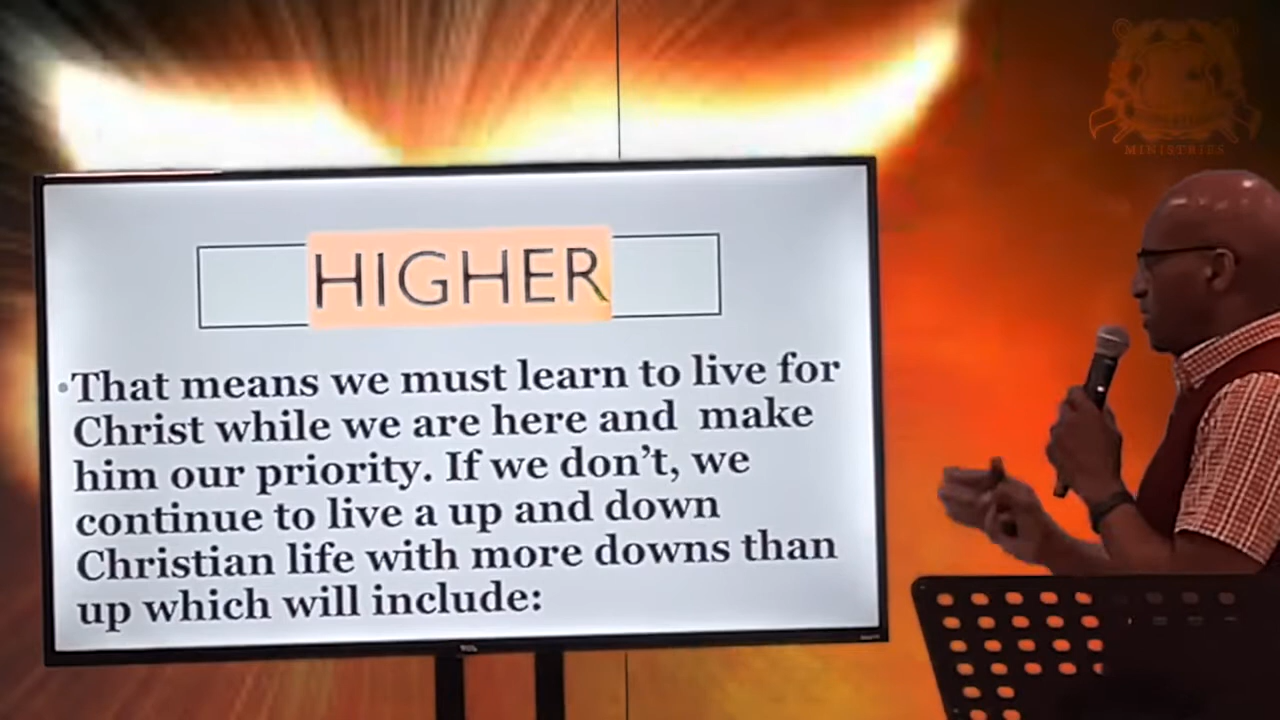 MINISTRIES
HIGHER
•That means we must learn to live for
Christ while we are here and make
him our priority. If we don't, we
continue to live a up and down
Christian life with more downs than
up which will include:
TCL